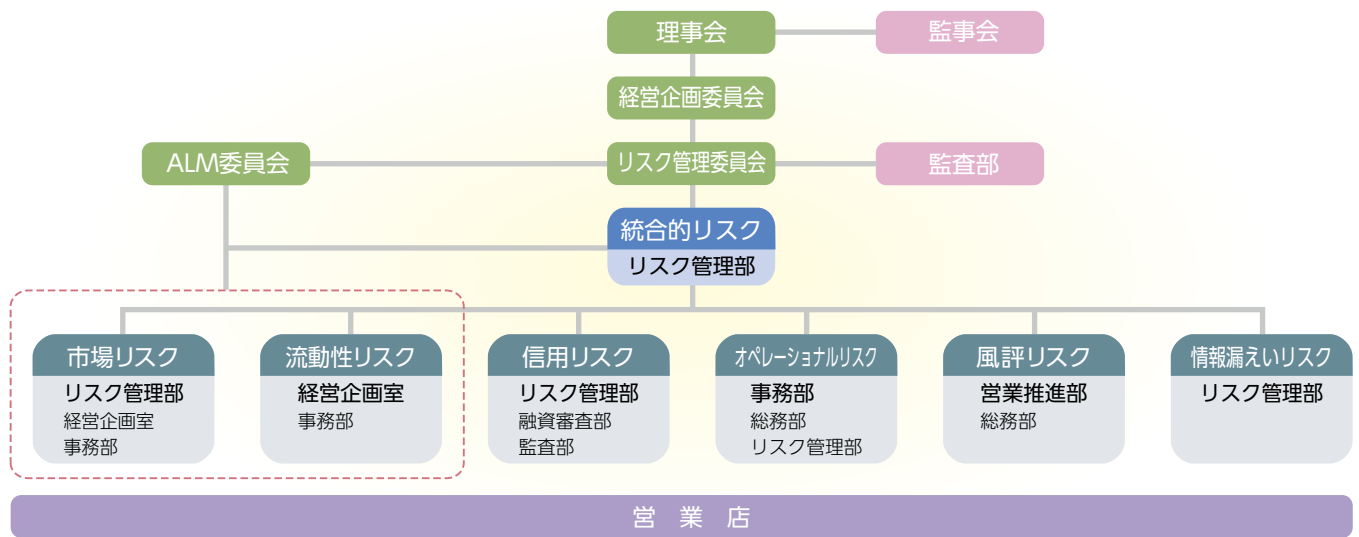 理事会
監事会
経営企画委員会
ALM委員会
リスク管理委員会
監査部
統合的リスク
リスク管理部
市場リスク
リスク管理部
経営企画室
事務部
流動性リスク
経営企画室
事務部
信用リスク
リスク管理部
融資審査部
監査部
オペレーショナルリスク
事務部
総務部
リスク管理部
風評リスク
営業推進部
総務部
情報漏えいリスク
リスク管理部
営業店